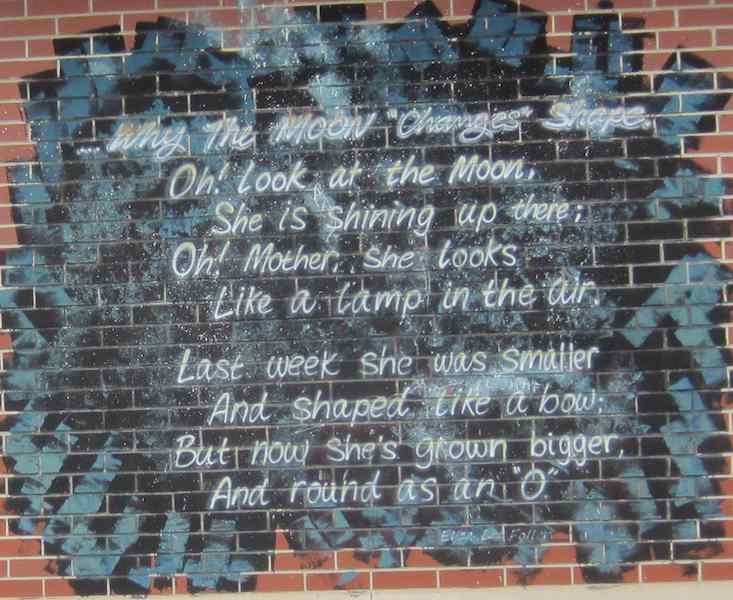 ...Why The MOON "Changes" Shape.
Oh! Look at the Moon,
She is shining up there;
Oh! Mother, she looks
Like a lamp in the air.
Last week she was smaller
And shaped like a bow;
But now she's grown bigger,
And round as an "O"